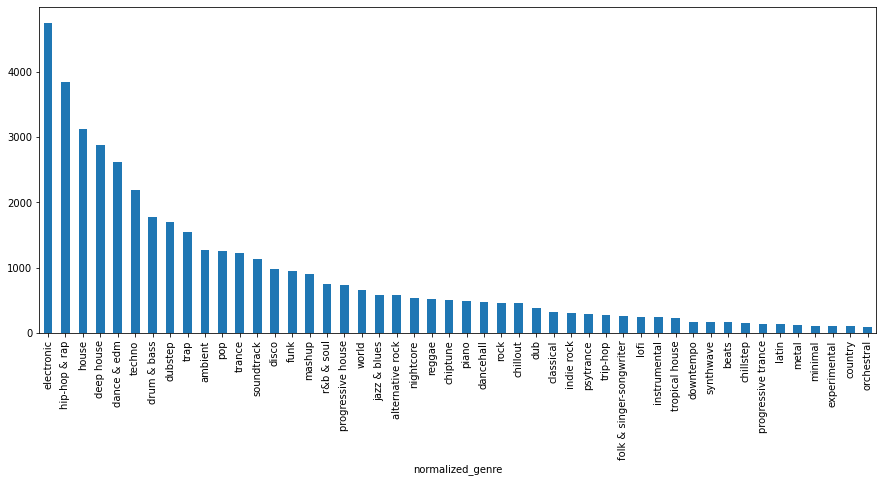 4000
3000
2000
1000
0
electronic
hip-hop & rap
house
deep house
dance & edm
techno
drum & bass
dubstep
trap
ambient
pop
trance
soundtrack
disco
funk
mashup
r&b & soul
progressive house
world
jazz & blues
alternative rock
nightcore
reggae
chiptune
piano
dancehall
rock
chillout
dub
classical
indie rock
psytrance
trip-hop
folk & singer-songwriter
lofi
instrumental
tropical house
downtempo
synthwave
beats
chillstep
progressive trance
latin
metal
minimal
experimental
country
orchestral
normalized_genre